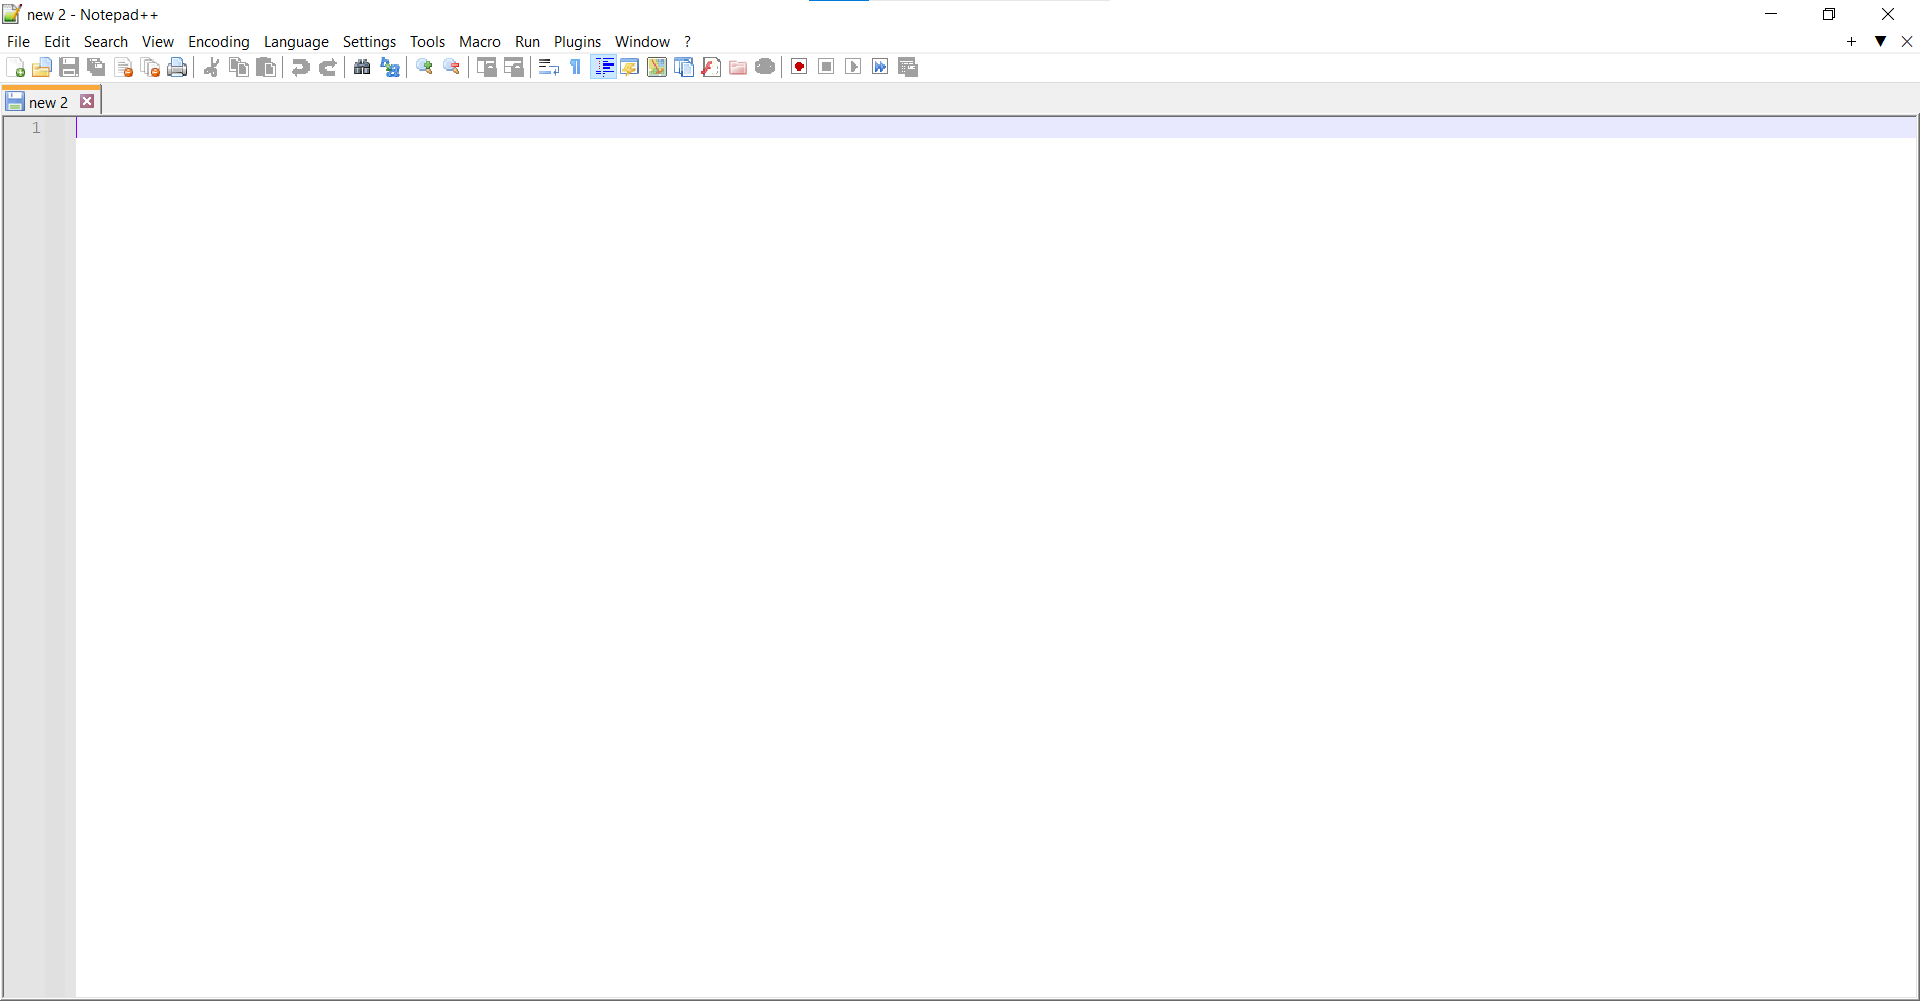 new 2 - Notepad++
File Edit Search View Encoding Language Settings Tools Macro Run Plugins Window ?
new 2
1